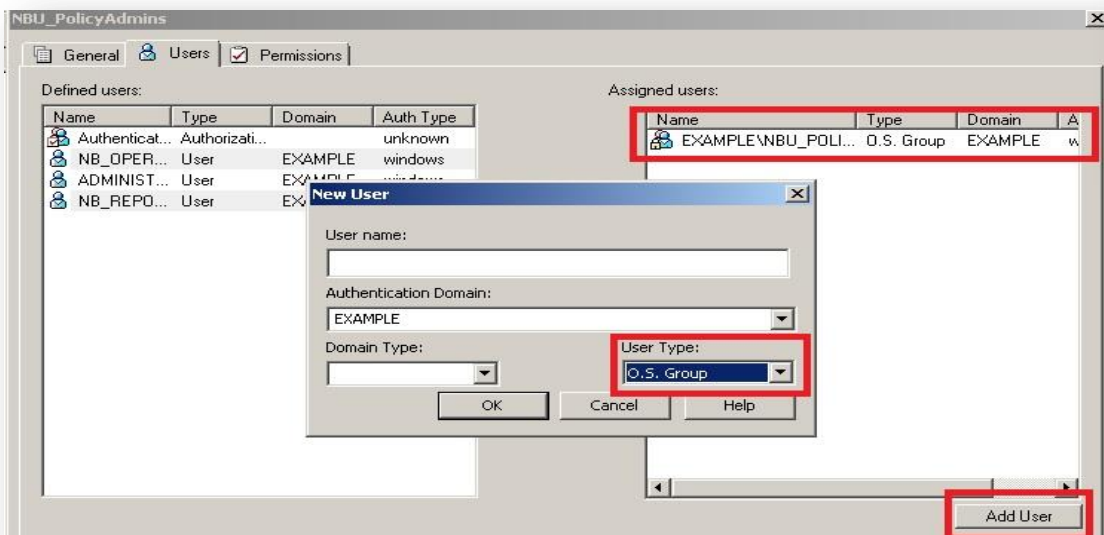 NBU_PolicyAdmins
General Users Permissions
Defined users:
Name Type Domain Auth Type
Authenticat... Authorizati... unknown
NB_OPER... User EXAMPLE windows
ADMINIST... User
NB_REPO... User
Assigned users:
Name Type Domain A
EXAMPLE\NBU_POLI... O.S. Group EXAMPLE w
New User
User name:
Authentication Domain:
EXAMPLE
Domain Type:
User Type:
O.S. Group
OK Cancel Help
Add User